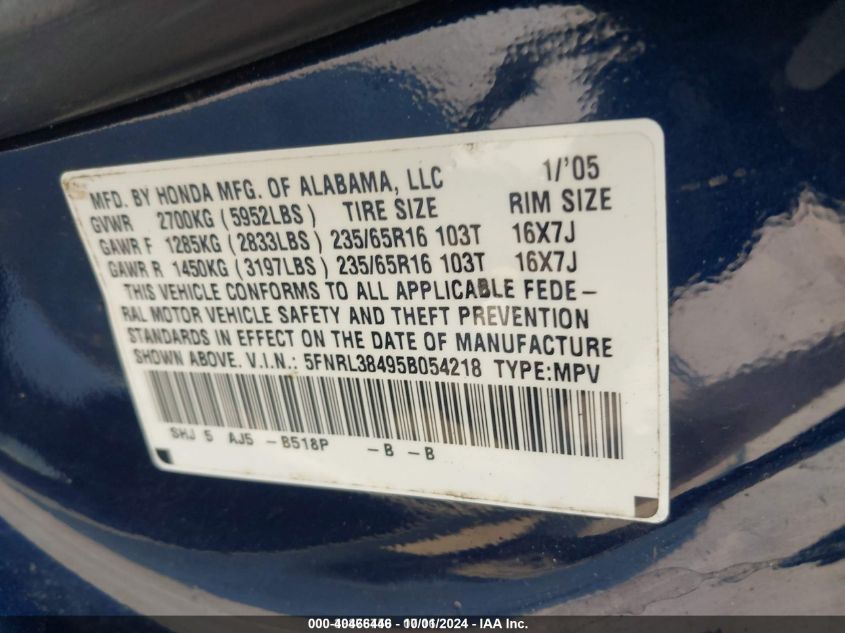 MFD. BY HONDA MFG. OF ALABAMA, LLC 1/'05
GVWR 2700KG (5952LBS) TIRE SIZE RIM SIZE
GAWR F 1285KG (2833LBS) 235/65R16 103T 16X7J
GAWR R 1450KG (3197LBS) 235/65R16 103T 16X7J
THIS VEHICLE CONFORMS TO ALL APPLICABLE FEDE-
RAL MOTOR VEHICLE SAFETY AND THEFT PREVENTION
STANDARDS IN EFFECT ON THE DATE OF MANUFACTURE
SHOWN ABOVE. V.I.N.: 5FNRL38495B054218 TYPE:MPV
SHJ 5 AJ5 -B518P -B -B
/2024 - IAA, Inc.